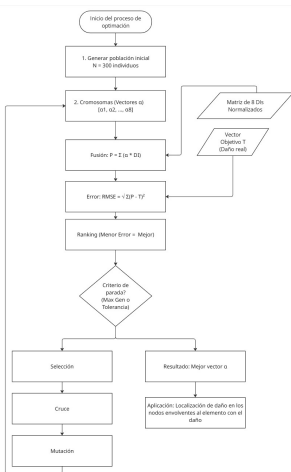 Inicio del proceso de
optimación
1. Generar población inicial
N = 300 individuos
2. Cromosomas (Vectores α)
(α1, α2, ..., α8]
Matriz de 8 DIs
Normalizados
Vector
Objetivo T
(Daño real)
Fusión: P = Σ (α * DI)
Error: RMSE = √ Σ(P - T)²
Ranking (Menor Error = Mejor)
Criterio de
parada?
(Max Gen o
Tolerancia)
Selección
Resultado: Mejor vector α
Cruce
Aplicación: Localización de daño en los
nodos envolventes al elemento con el
daño
Mutación